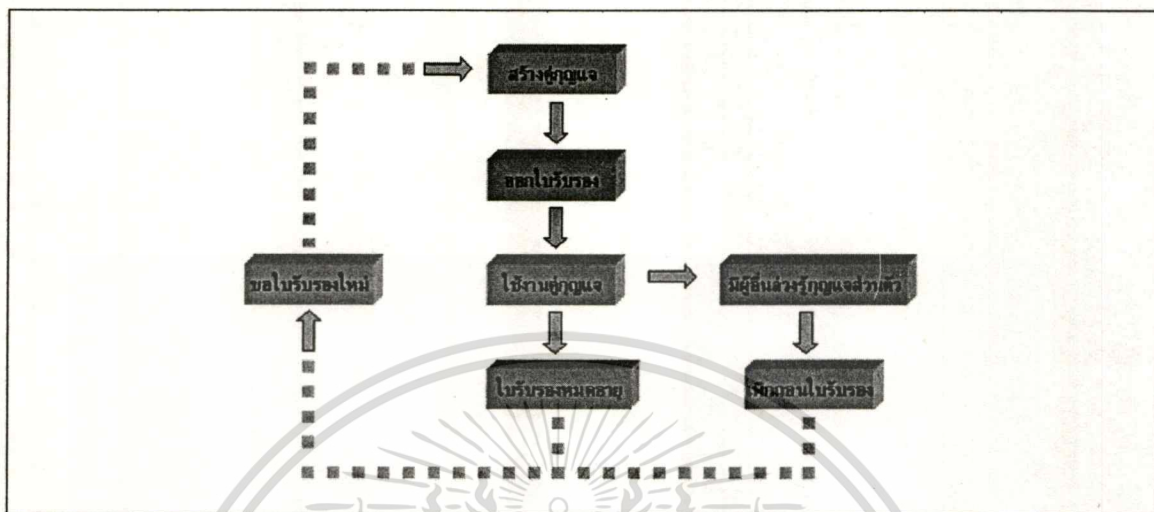 สร้างคู่กุญแจ
ออกใบรับรอง
ขอใบรับรองใหม่
ใช้งานคู่กุญแจ
มีผู้อื่นล่วงรู้กุญแจส่วนตัว
ใบรับรองหมดอายุ
เพิกถอนใบรับรอง